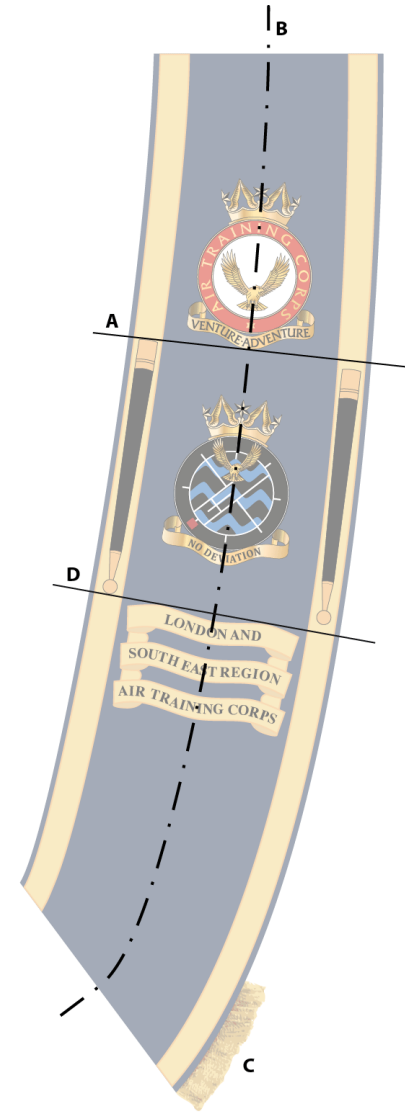 B
AIR TRAINING CORPS
VENTURE ADVENTURE
A
NO DEVIATION
D
LONDON AND
SOUTH EAST REGION
AIR TRAINING CORPS
C